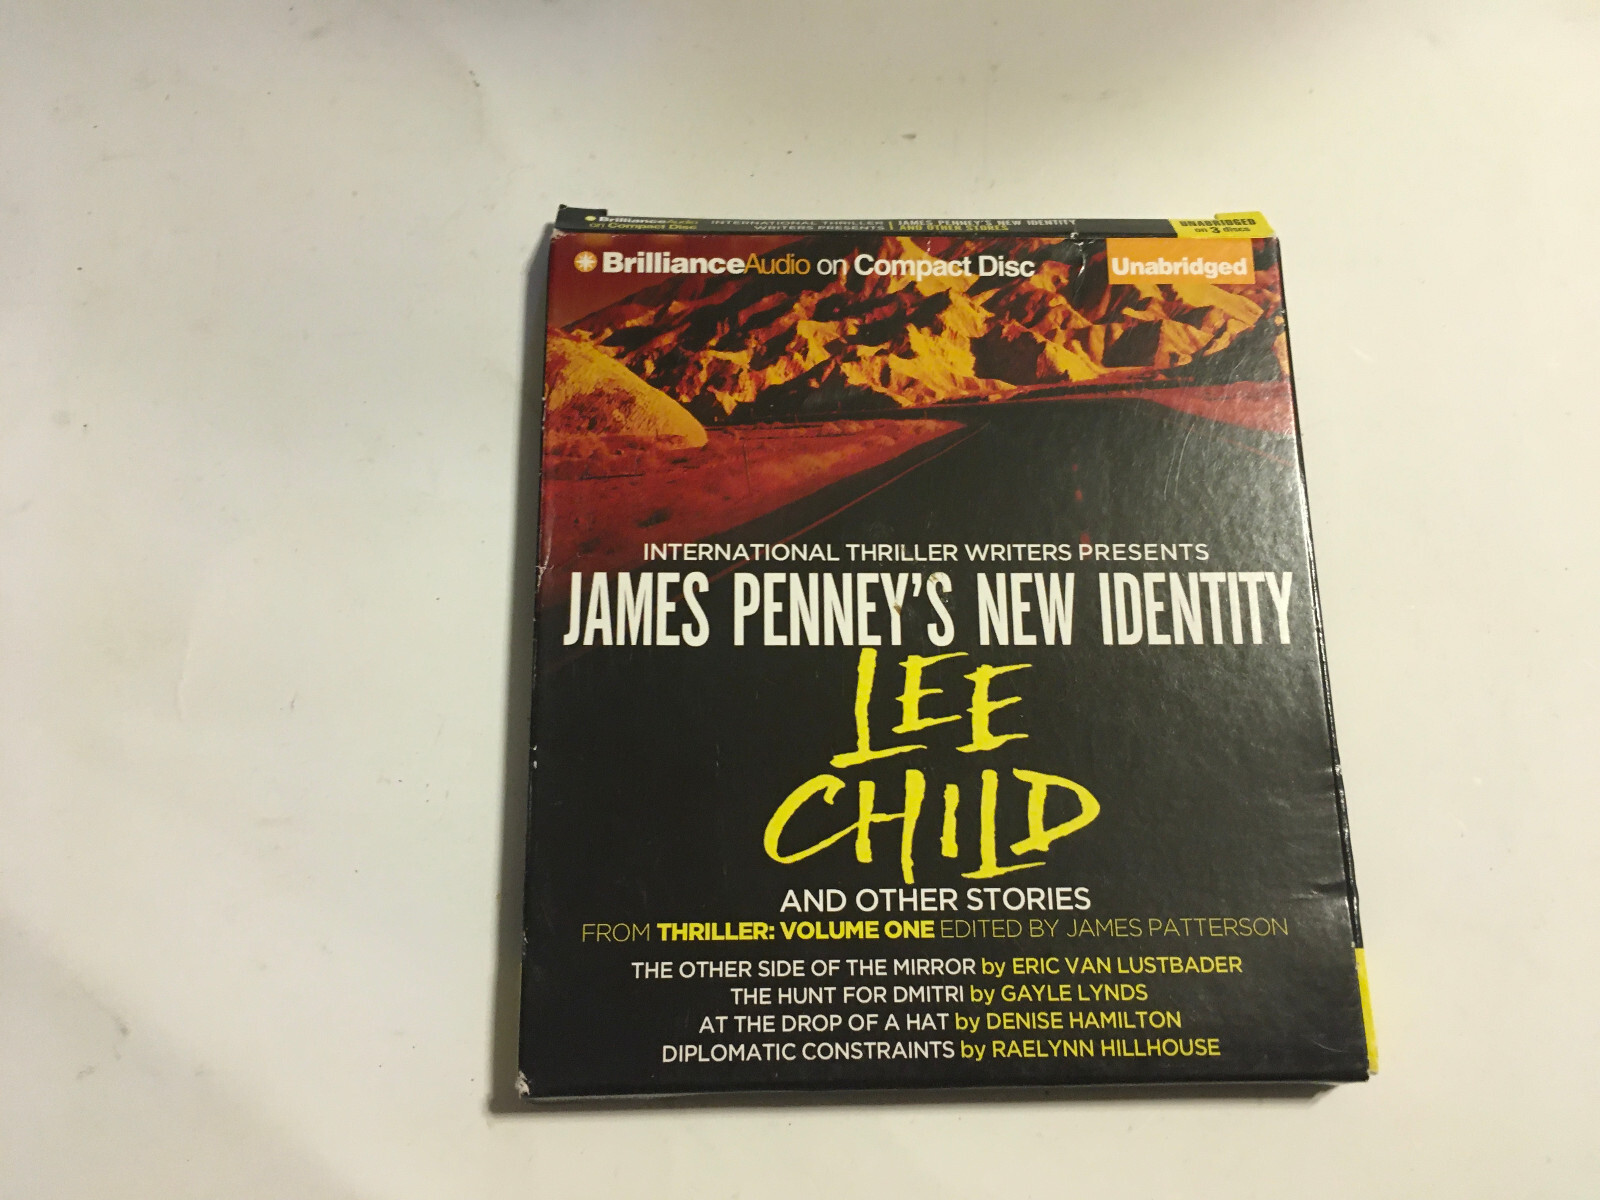 BrillianceAudio
on Compact Disc
INTERNATIONAL THRILLER
WRITERS PRESENTS
JAMES PENNEY'S NEW IDENTITY
AND OTHER STORES
UNABRIDGED
on 3 discs
BrillianceAudio on Compact Disc
Unabridged
INTERNATIONAL THRILLER WRITERS PRESENTS
JAMES PENNEY'S NEW IDENTITY
LEE
CHILD
AND OTHER STORIES
FROM THRILLER: VOLUME ONE EDITED BY JAMES PATTERSON
THE OTHER SIDE OF THE MIRROR by ERIC VAN LUSTBADER
THE HUNT FOR DMITRI by GAYLE LYNDS
AT THE DROP OF A HAT by DENISE HAMILTON
DIPLOMATIC CONSTRAINTS by RAELYNN HILLHOUSE